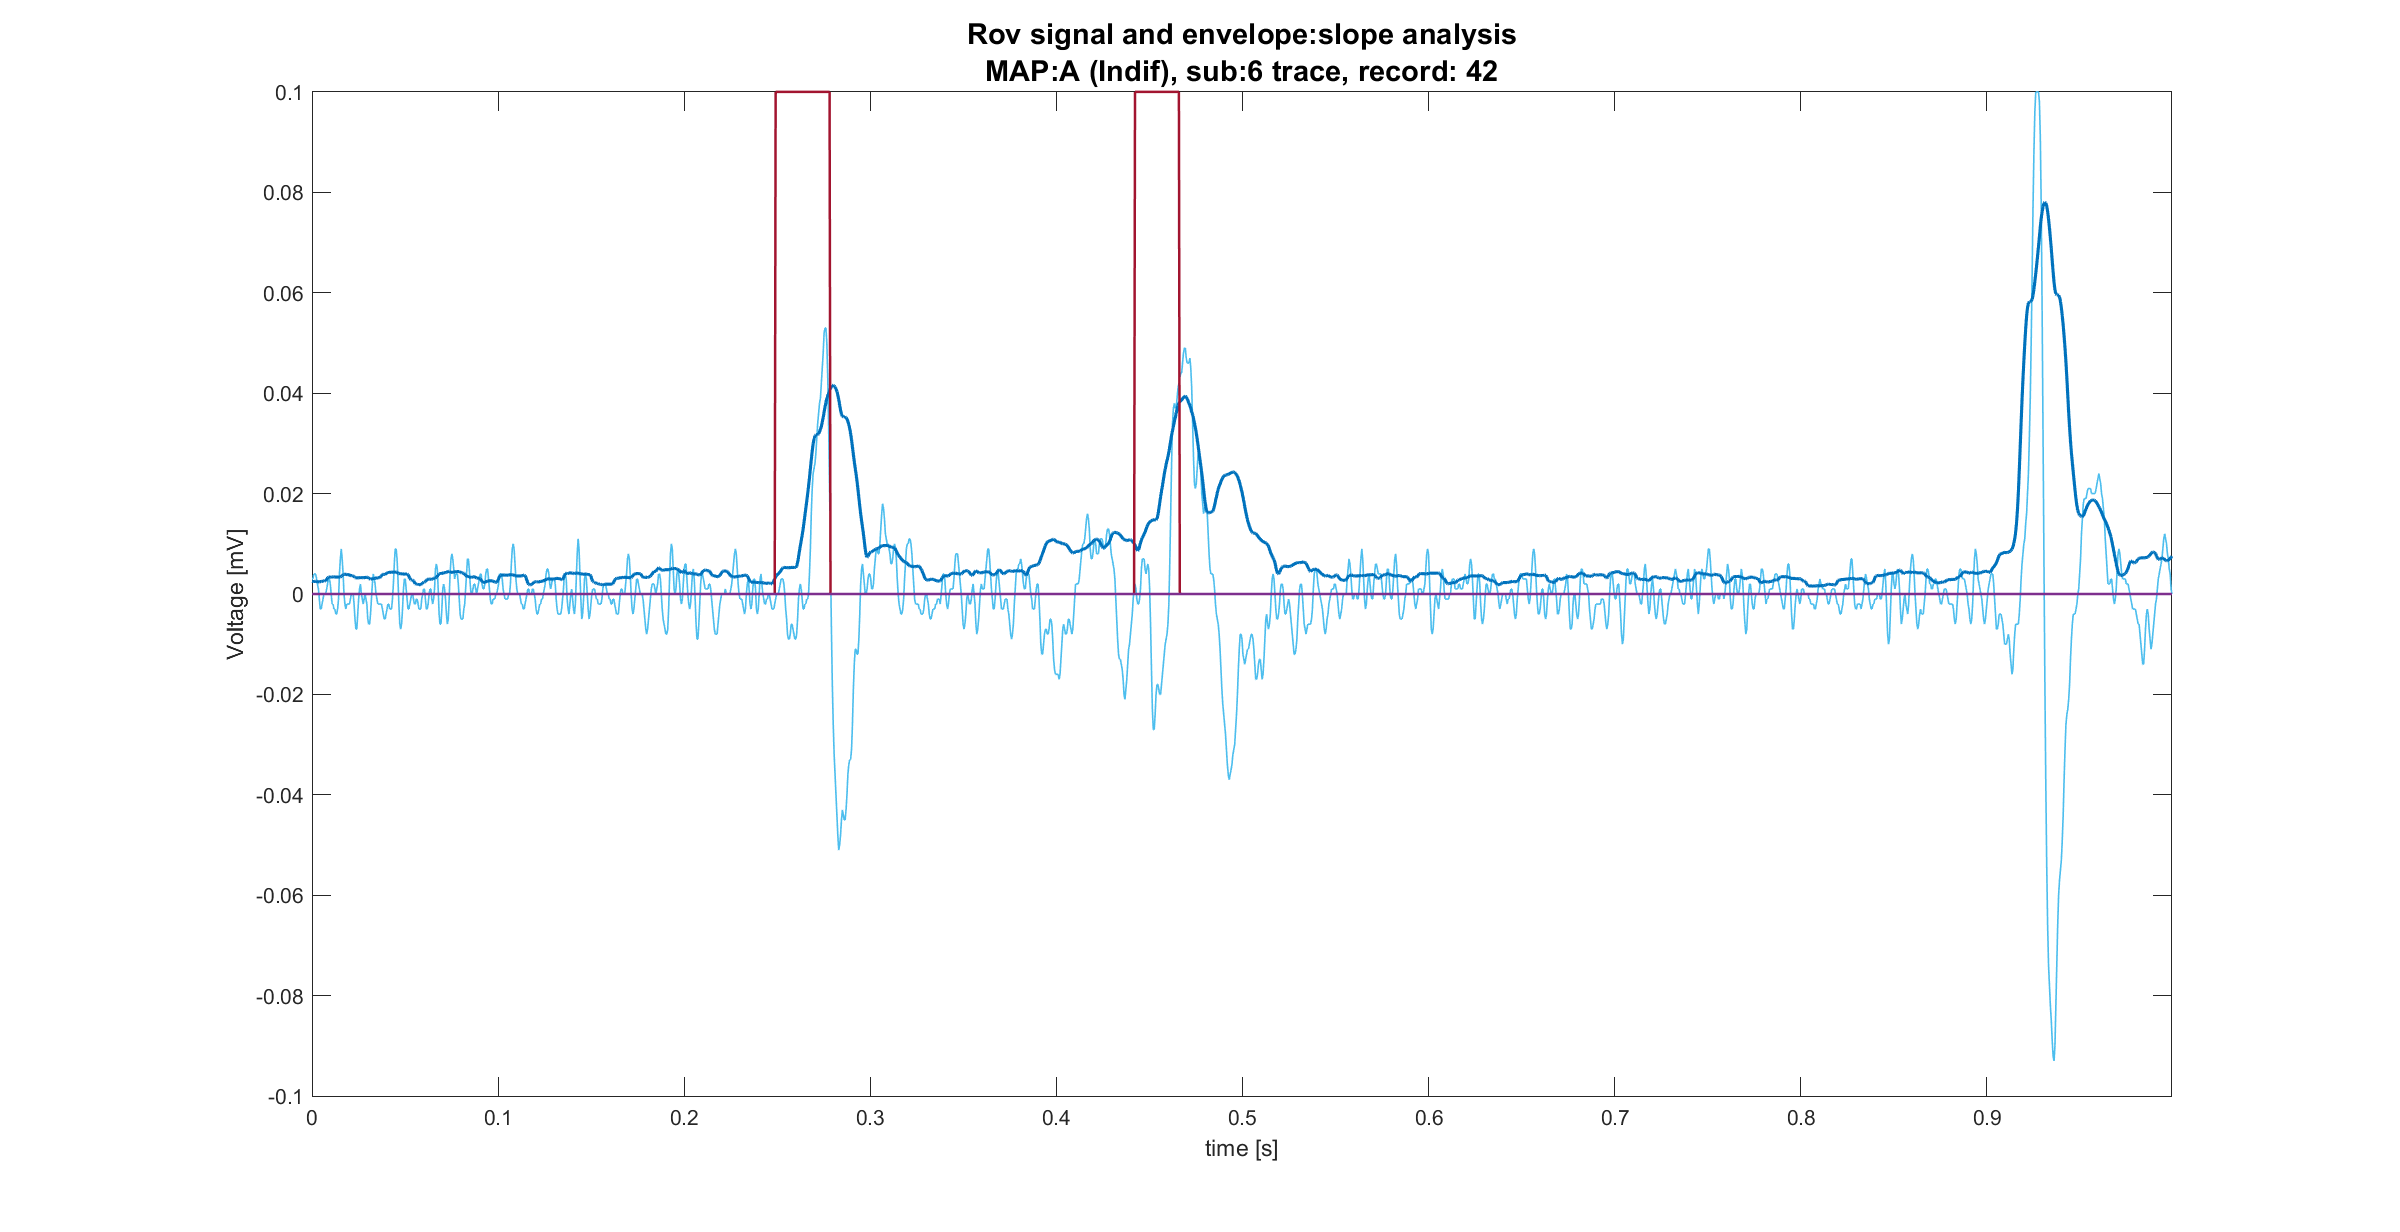 Rov signal and envelope:slope analysis
MAP:A (Indif), sub:6 trace, record: 42
0.1
0.08
0.06
0.04
0.02
0
-0.02
-0.04
-0.06
-0.08
-0.1
Voltage [mV]
0 0.1 0.2 0.3 0.4 0.5 0.6 0.7 0.8 0.9
time [s]